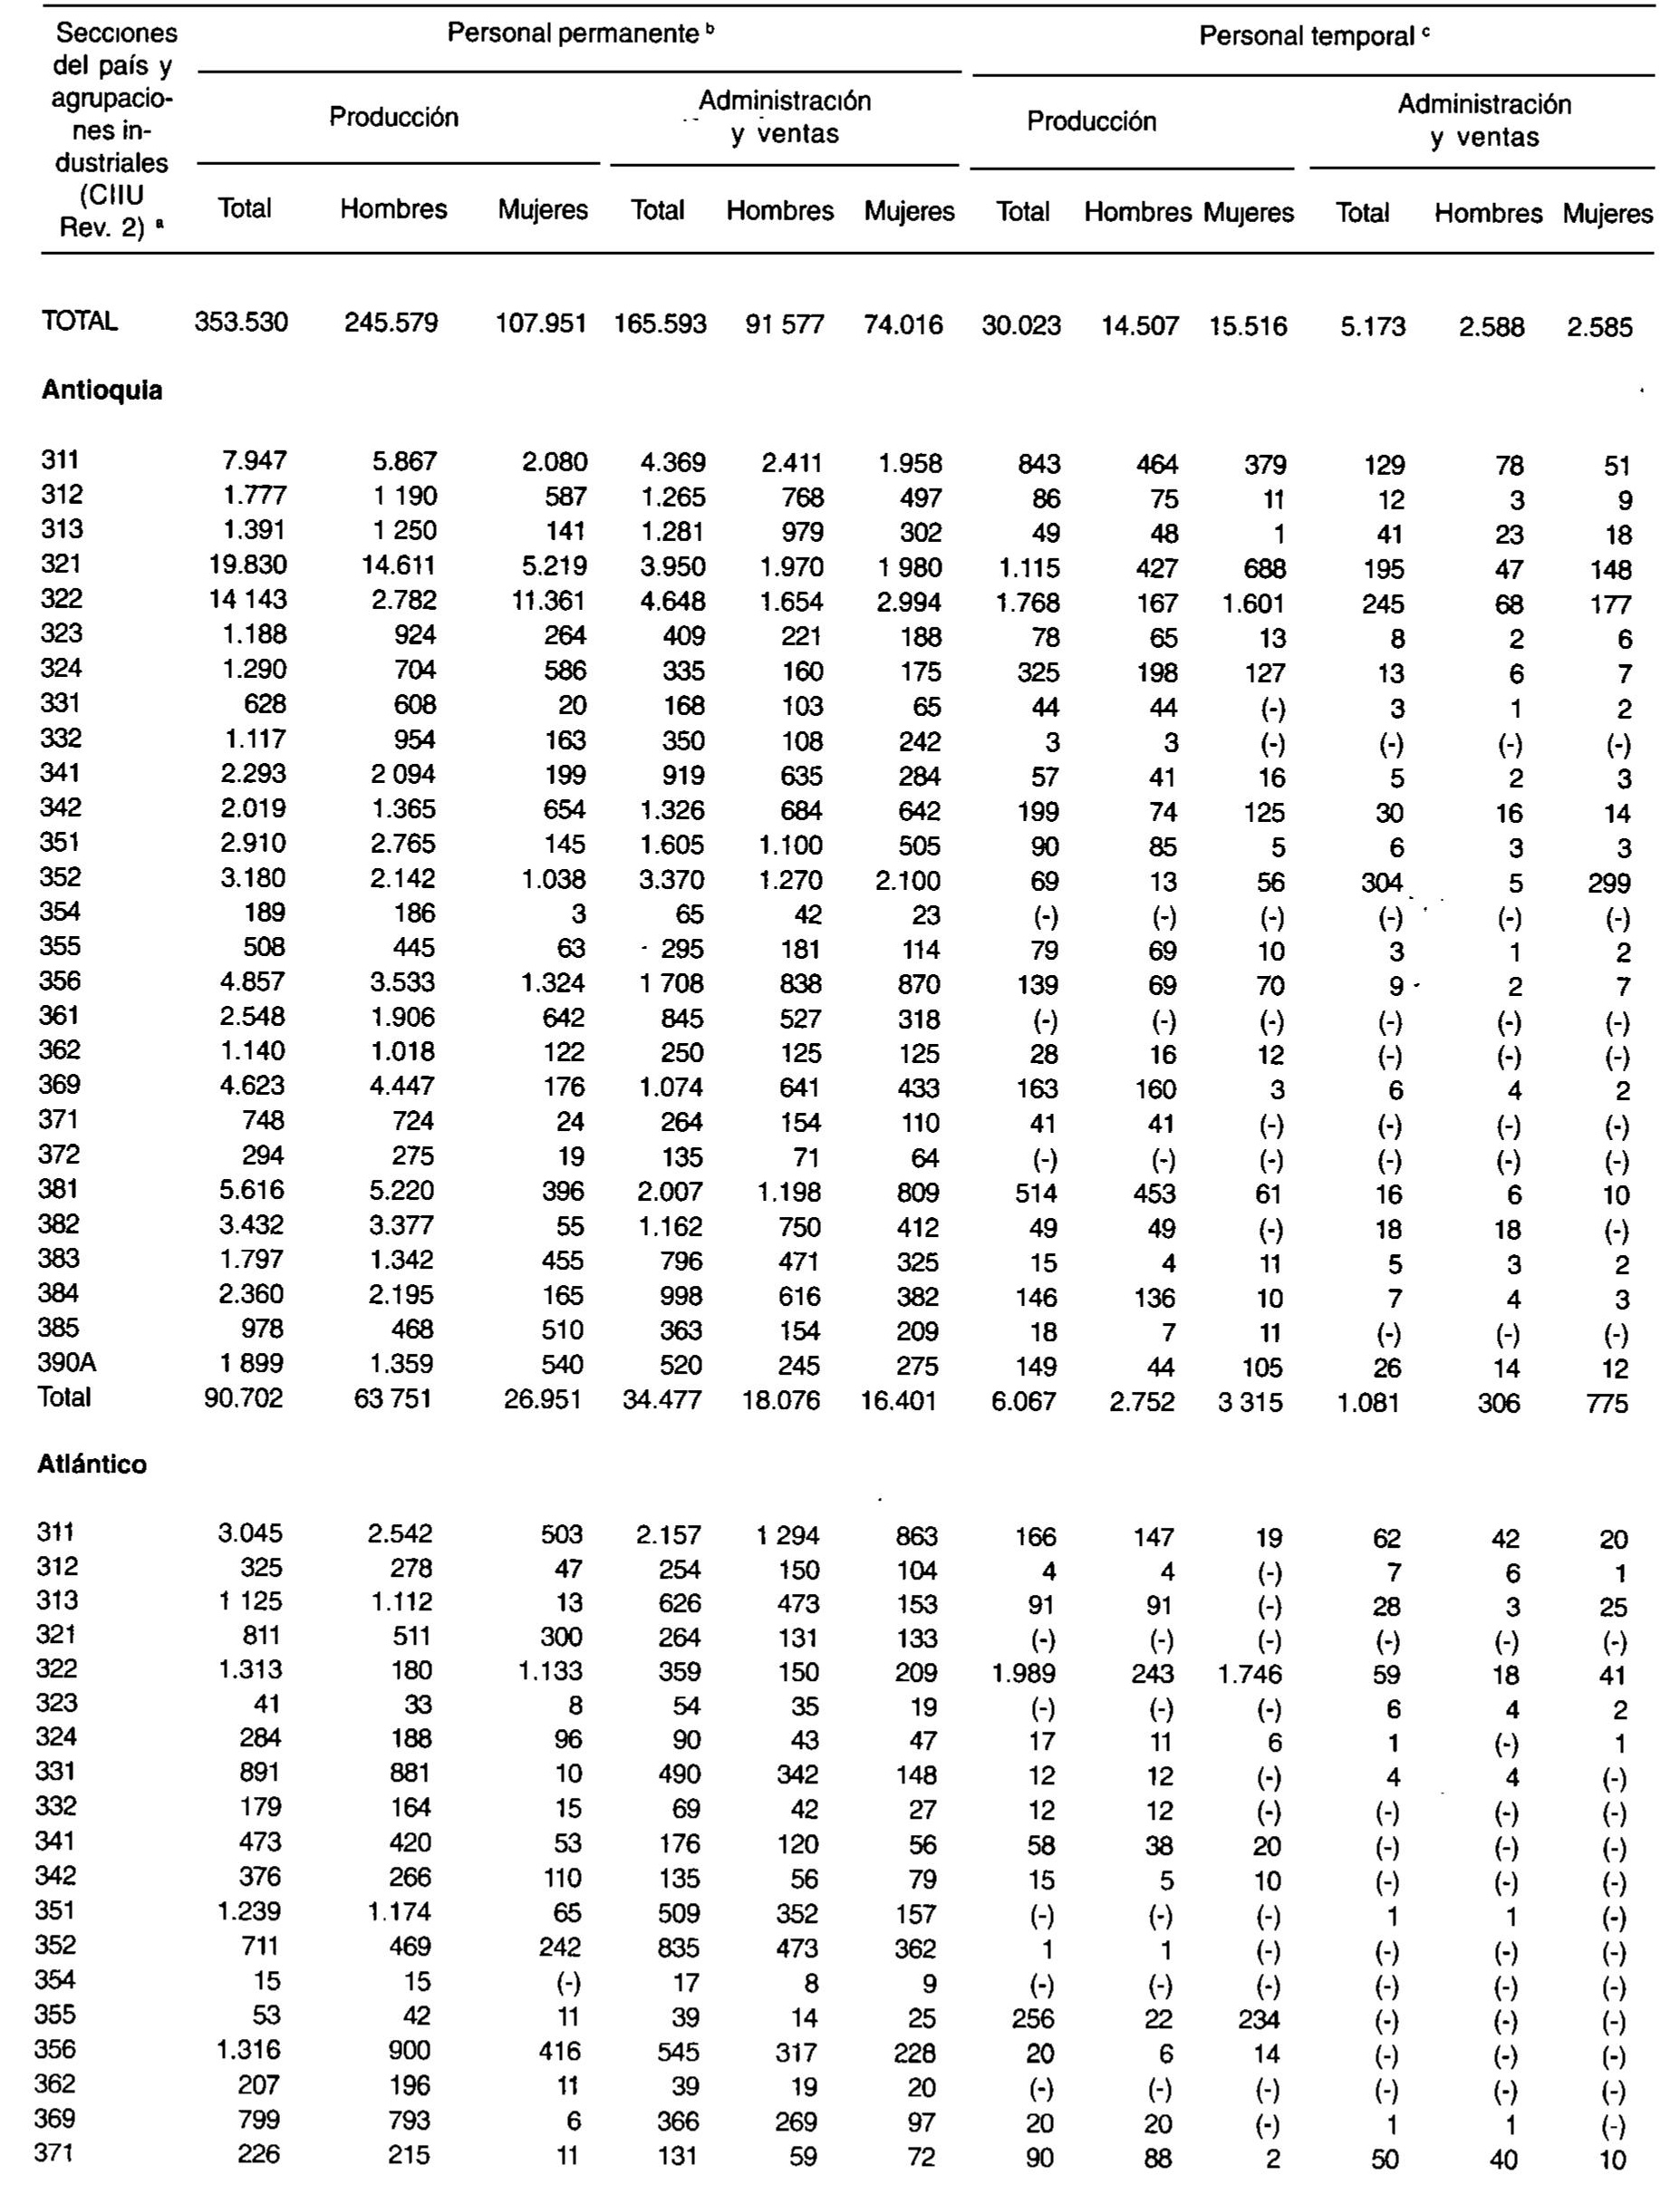 Secciones del país y agrupacio- nes in- dustriales (CIIU Rev. 2) a
Personal permanente b
Personal temporal c
Producción
Administración y ventas
Producción
Administración y ventas
Total Hombres Mujeres Total Hombres Mujeres Total Hombres Mujeres Total Hombres Mujeres
TOTAL 353.530 245.579 107.951 165.593 91 577 74.016 30.023 14.507 15.516 5.173 2.588 2.585
Antioquia
311 7.947 5.867 2.080 4.369 2.411 1.958 843 464 379 129 78 51
312 1.777 1 190 587 1.265 768 497 86 75 11 12 3 9
313 1.391 1 250 141 1.281 979 302 49 48 1 41 23 18
321 19.830 14.611 5.219 3.950 1.970 1 980 1.115 427 688 195 47 148
322 14 143 2.782 11.361 4.648 1.654 2.994 1.768 167 1.601 245 68 177
323 1.188 924 264 409 221 188 78 65 13 8 2 6
324 1.290 704 586 335 160 175 325 198 127 13 6 7
331 628 608 20 168 103 65 44 44 (-) 3 1 2
332 1.117 954 163 350 108 242 3 3 (-) (-) (-) (-)
341 2.293 2 094 199 919 635 284 57 41 16 5 2 3
342 2.019 1.365 654 1.326 684 642 199 74 125 30 16 14
351 2.910 2.765 145 1.605 1.100 505 90 85 5 6 3 3
352 3.180 2.142 1.038 3.370 1.270 2.100 69 13 56 304 5 299
354 189 186 3 65 42 23 (-) (-) (-) (-) (-) (-)
355 508 445 63 295 181 114 79 69 10 3 1 2
356 4.857 3.533 1.324 1 708 838 870 139 69 70 9 2 7
361 2.548 1.906 642 845 527 318 (-) (-) (-) (-) (-) (-)
362 1.140 1.018 122 250 125 125 28 16 12 (-) (-) (-)
369 4.623 4.447 176 1.074 641 433 163 160 3 6 4 2
371 748 724 24 264 154 110 41 41 (-) (-) (-) (-)
372 294 275 19 135 71 64 (-) (-) (-) (-) (-) (-)
381 5.616 5.220 396 2.007 1.198 809 514 453 61 16 6 10
382 3.432 3.377 55 1.162 750 412 49 49 (-) 18 18 (-)
383 1.797 1.342 455 796 471 325 15 4 11 5 3 2
384 2.360 2.195 165 998 616 382 146 136 10 7 4 3
385 978 468 510 363 154 209 18 7 11 (-) (-) (-)
390A 1 899 1.359 540 520 245 275 149 44 105 26 14 12
Total 90.702 63 751 26.951 34.477 18.076 16.401 6.067 2.752 3 315 1.081 306 775
Atlántico
311 3.045 2.542 503 2.157 1 294 863 166 147 19 62 42 20
312 325 278 47 254 150 104 4 4 (-) 7 6 1
313 1 125 1.112 13 626 473 153 91 91 (-) 28 3 25
321 811 511 300 264 131 133 (-) (-) (-) (-) (-) (-)
322 1.313 180 1.133 359 150 209 1.989 243 1.746 59 18 41
323 41 33 8 54 35 19 (-) (-) (-) 6 4 2
324 284 188 96 90 43 47 17 11 6 1 (-) 1
331 891 881 10 490 342 148 12 12 (-) 4 4 (-)
332 179 164 15 69 42 27 12 12 (-) (-) (-) (-)
341 473 420 53 176 120 56 58 38 20 (-) (-) (-)
342 376 266 110 135 56 79 15 5 10 (-) (-) (-)
351 1.239 1.174 65 509 352 157 (-) (-) (-) 1 1 (-)
352 711 469 242 835 473 362 1 1 (-) (-) (-) (-)
354 15 15 (-) 17 8 9 (-) (-) (-) (-) (-) (-)
355 53 42 11 39 14 25 256 22 234 (-) (-) (-)
356 1.316 900 416 545 317 228 20 6 14 (-) (-) (-)
362 207 196 11 39 19 20 (-) (-) (-) (-) (-) (-)
369 799 793 6 366 269 97 20 20 (-) 1 1 (-)
371 226 215 11 131 59 72 90 88 2 50 40 10